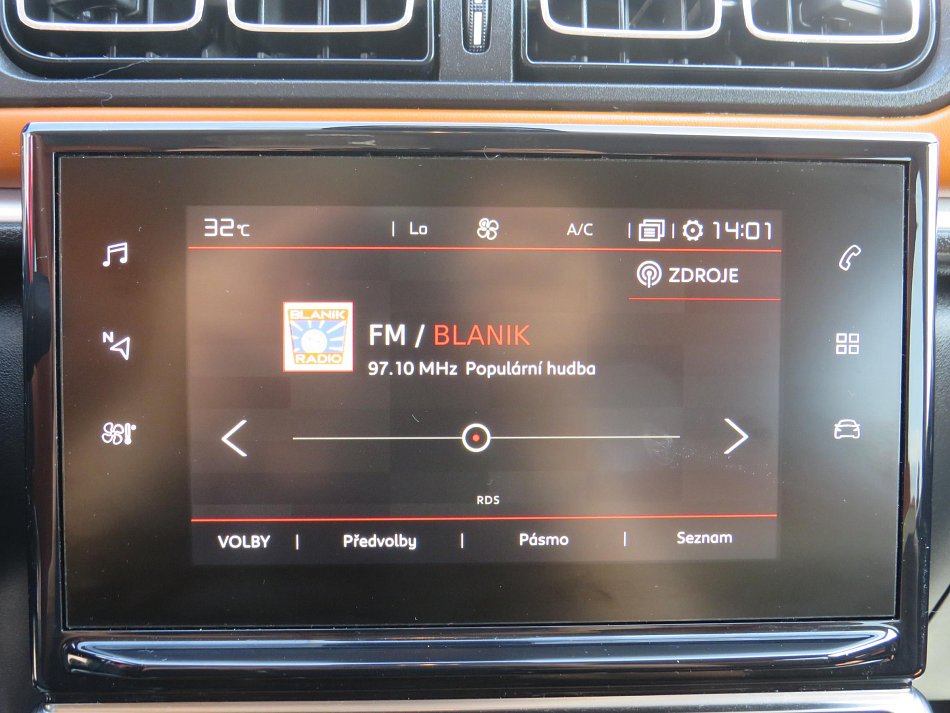 32°C | Lo A/C | | 14:01
ZDROJE
BLANIK
RADIO
FM / BLANIK
97.10 MHz Populární hudba
N
RDS
VOLBY | Předvolby | Pásmo | Seznam